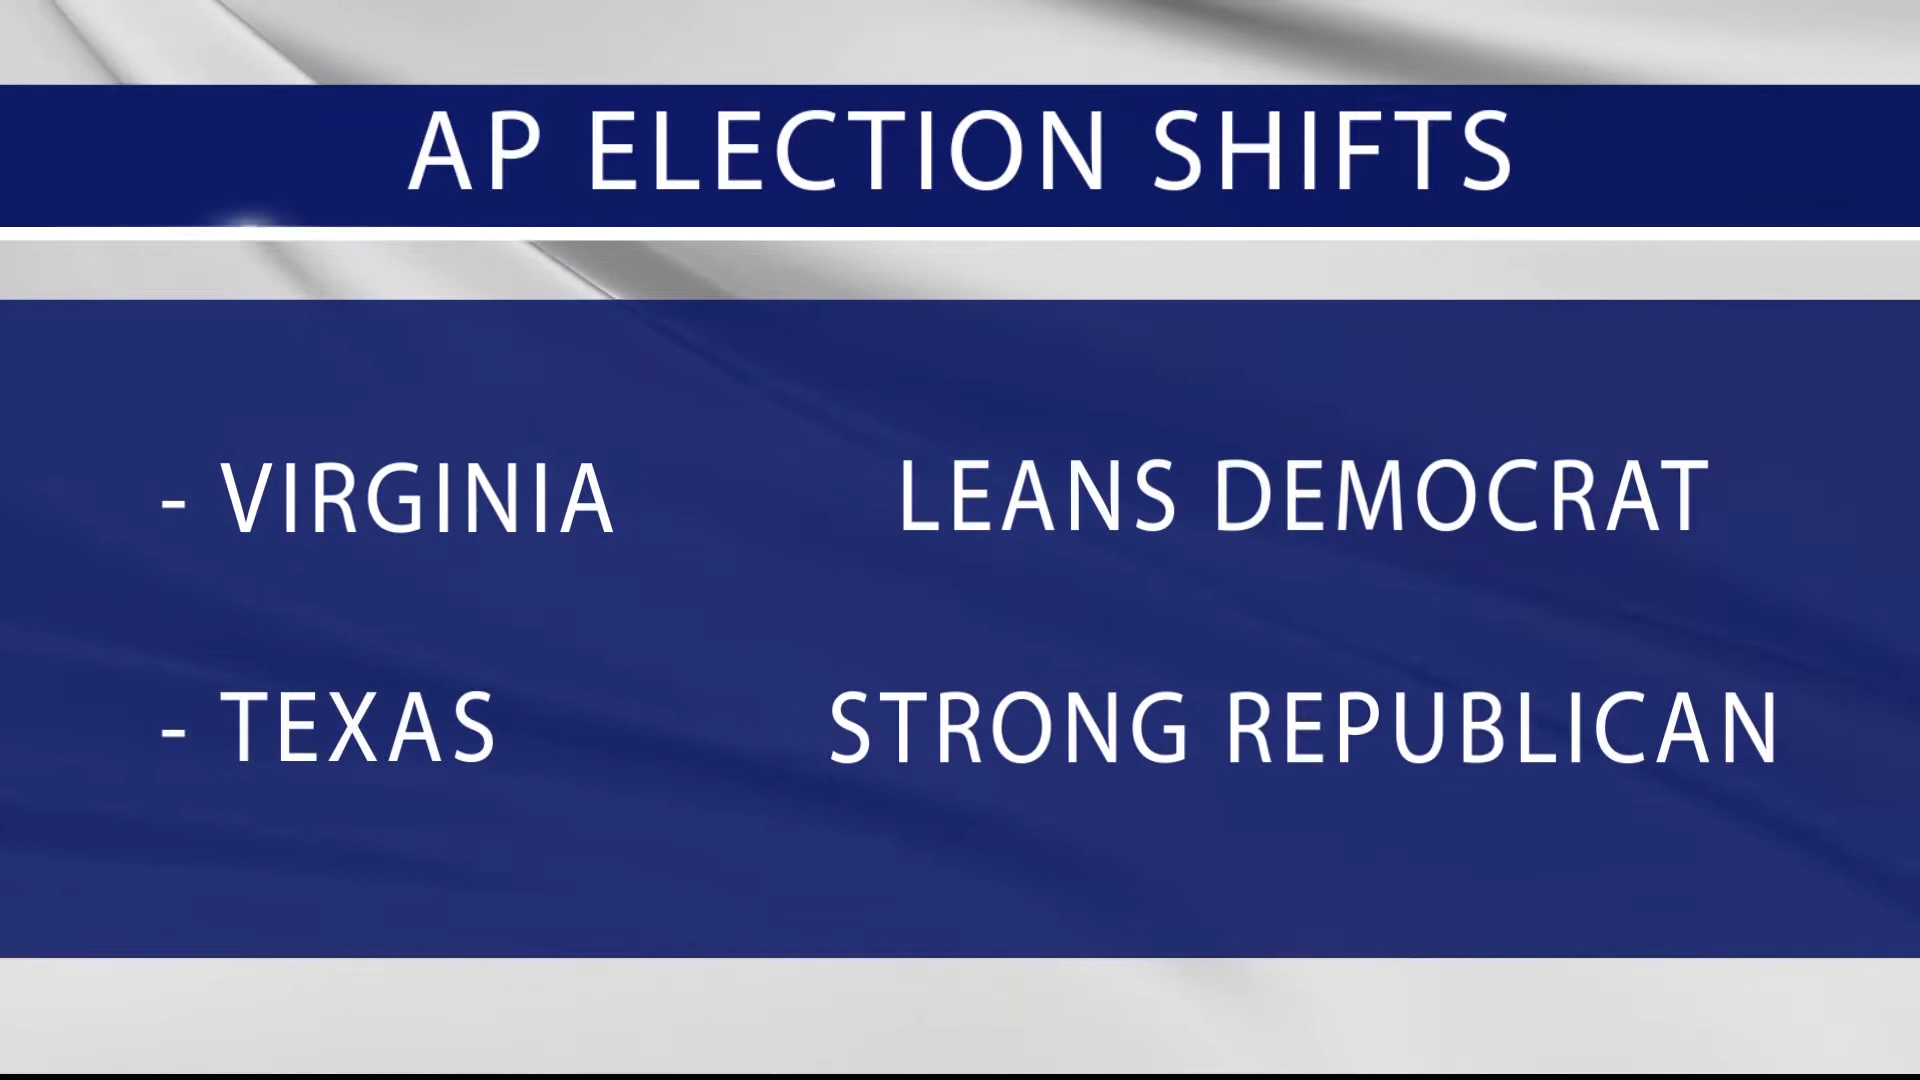 AP ELECTION SHIFTS
- VIRGINIA LEANS DEMOCRAT
- TEXAS STRONG REPUBLICAN